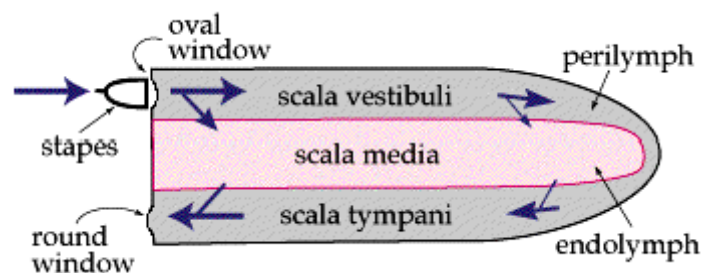 oval
window
perilymph
scala vestibuli
stapes
scala media
scala tympani
round
window
endolymph